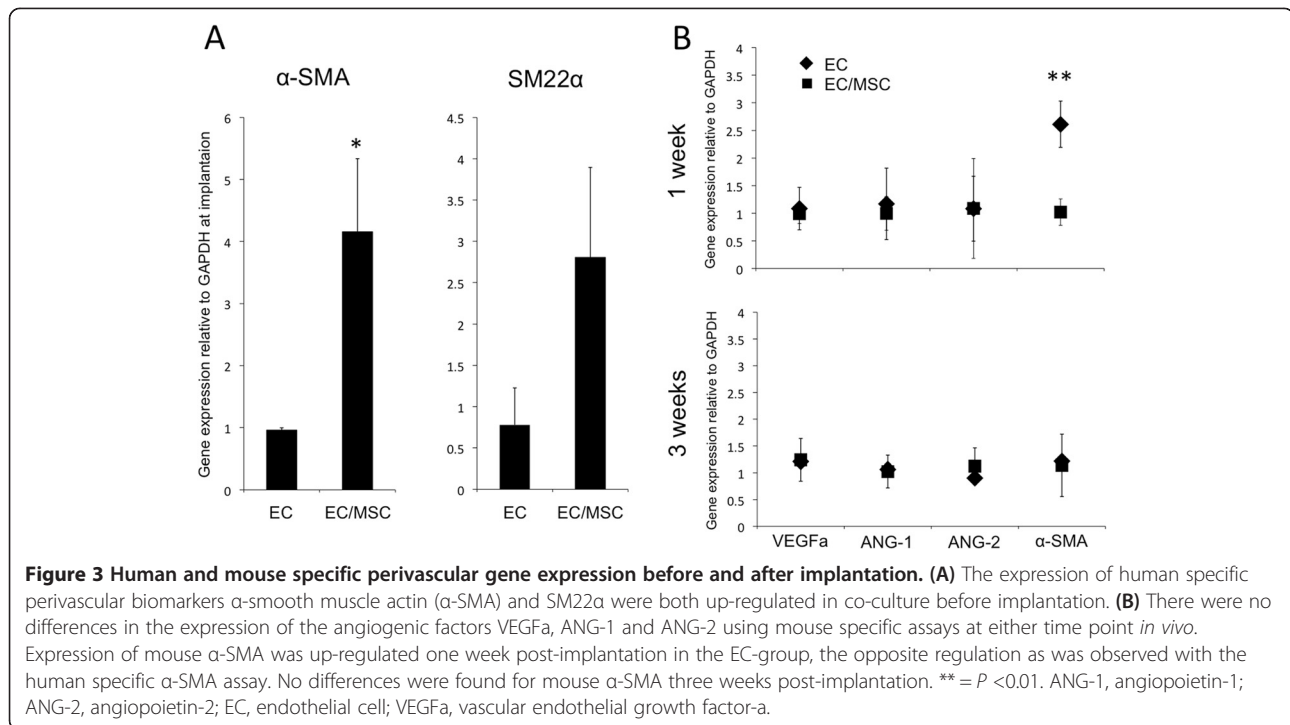 A
α-SMA
SM22α
Gene expression relative to GAPDH at implantaion
6
5
4
3
2
1
0
*
EC
EC/MSC
4.5
4
3.5
3
2.5
2
1.5
1
0.5
0
EC
EC/MSC
B
1 week
Gene expression relative to GAPDH
4
3.5
3
2.5
2
1.5
1
0.5
0
EC
EC/MSC
**
3 weeks
Gene expression relative to GAPDH
4
3.5
3
2.5
2
1.5
1
0.5
0
VEGFa
ANG-1
ANG-2
α-SMA
Figure 3 Human and mouse specific perivascular gene expression before and after implantation. (A) The expression of human specific
perivascular biomarkers α-smooth muscle actin (α-SMA) and SM22α were both up-regulated in co-culture before implantation. (B) There were no
differences in the expression of the angiogenic factors VEGFa, ANG-1 and ANG-2 using mouse specific assays at either time point in vivo.
Expression of mouse α-SMA was up-regulated one week post-implantation in the EC-group, the opposite regulation as was observed with the
human specific α-SMA assay. No differences were found for mouse α-SMA three weeks post-implantation. ** = P <0.01. ANG-1, angiopoietin-1;
ANG-2, angiopoietin-2; EC, endothelial cell; VEGFa, vascular endothelial growth factor-a.